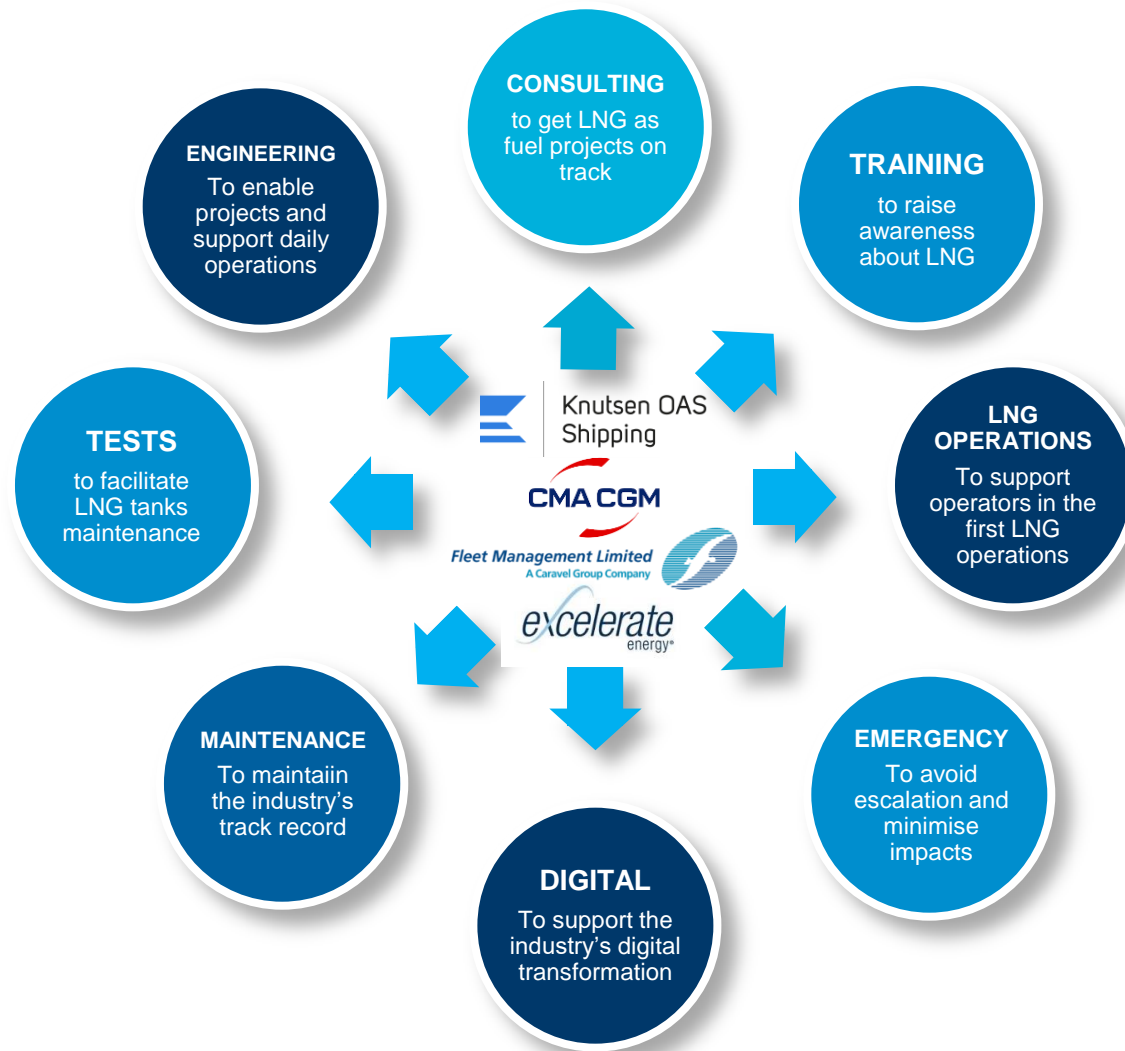 CONSULTING
to get LNG as
fuel projects on
track
TRAINING
to raise
awareness
about LNG
LNG
OPERATIONS
To support
operators in the
first LNG
operations
EMERGENCY
To avoid
escalation and
minimise
impacts
DIGITAL
To support the
industry's digital
transformation
MAINTENANCE
To maintaiin
the industry's
track record
TESTS
to facilitate
LNG tanks
maintenance
ENGINEERING
To enable
projects and
support daily
operations
Knutsen OAS
Shipping
CMA CGM
Fleet Management Limited
A Caravel Group Company
excelerate
energy®